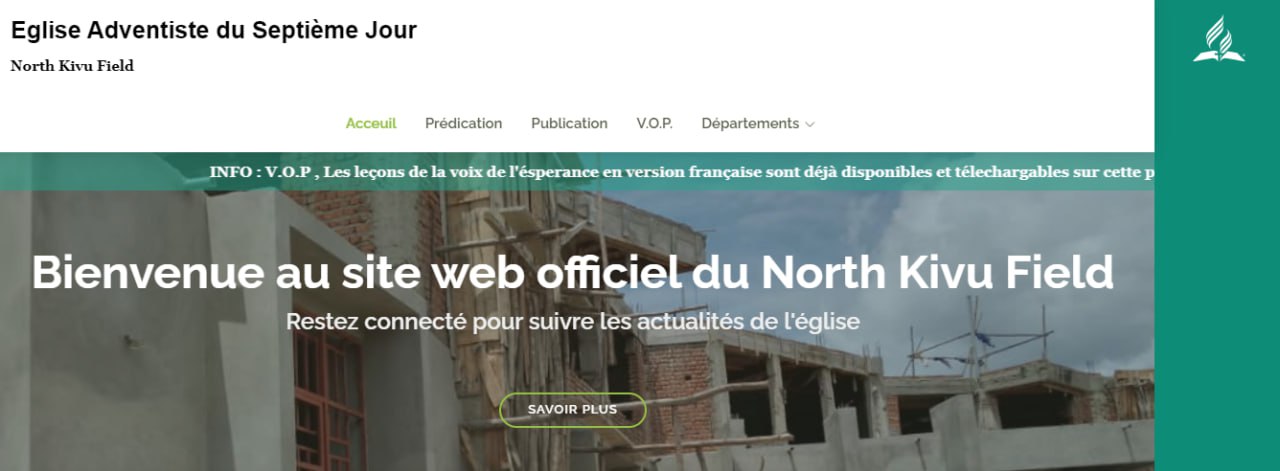 Eglise Adventiste du Septième Jour
North Kivu Field
Acceuil Prédication Publication V.O.P. Départements
INFO : V.O.P , Les leçons de la voix de l'ésperance en version française sont déjà disponibles et télechargables sur cette p
Bienvenue au site web officiel du North Kivu Field
Restez connecté pour suivre les actualités de l'église
SAVOIR PLUS